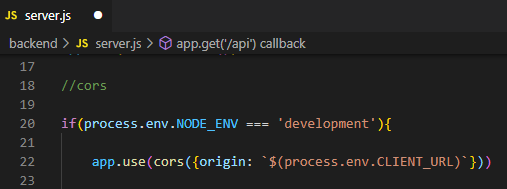 JS server.js
backend > JS server.js > app.get('/api') callback
17
18 //cors
19
20 if(process.env.NODE_ENV === 'development'){
21
22 app.use(cors({origin: `$(process.env.CLIENT_URL)`}))
23